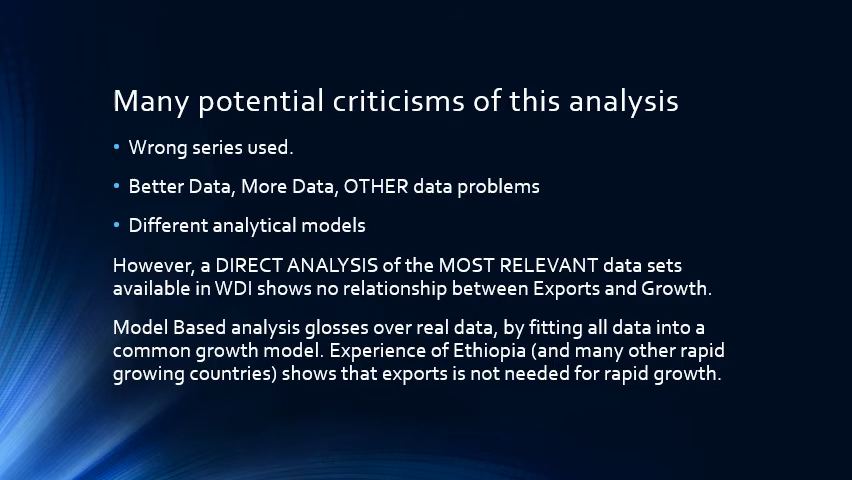 Many potential criticisms of this analysis
• Wrong series used.
• Better Data, More Data, OTHER data problems
• Different analytical models
However, a DIRECT ANALYSIS of the MOST RELEVANT data sets
available in WDI shows no relationship between Exports and Growth.
Model Based analysis glosses over real data, by fitting all data into a
common growth model. Experience of Ethiopia (and many other rapid
growing countries) shows that exports is not needed for rapid growth.